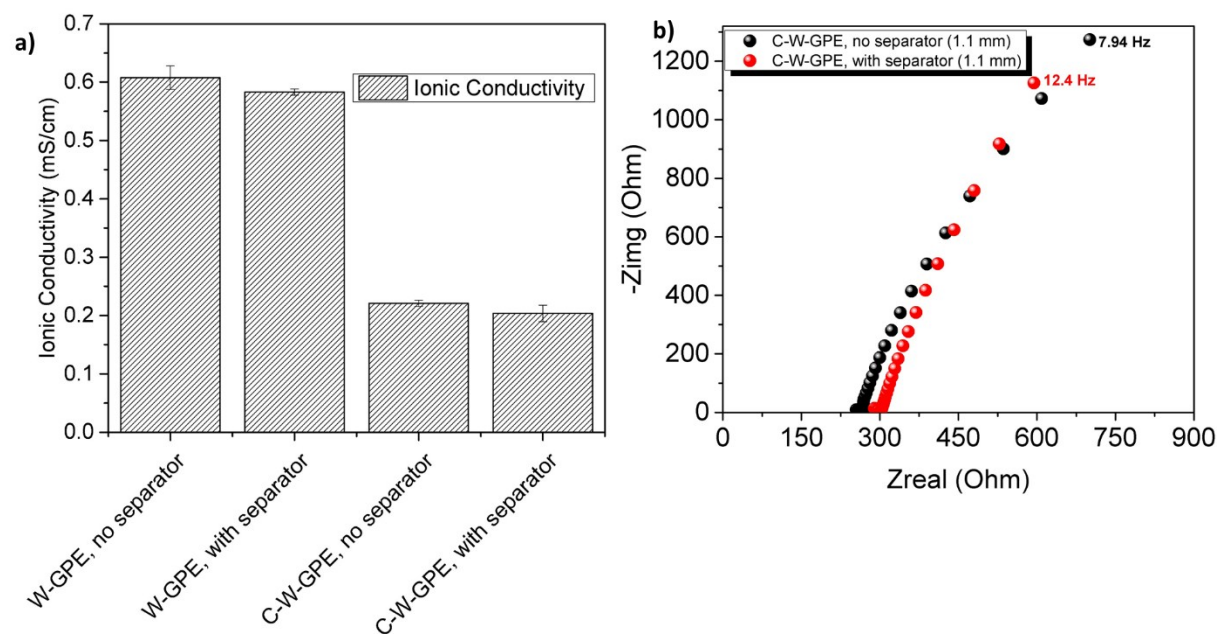 a)
Ionic Conductivity (mS/cm)
0.7
0.6
0.5
0.4
0.3
0.2
0.1
0.0
Ionic Conductivity
W-GPE, no separator
W-GPE, with separator
C-W-GPE, no separator
C-W-GPE, with separator
b)
-Zimg (Ohm)
1200
1000
800
600
400
200
0
C-W-GPE, no separator (1.1 mm)
C-W-GPE, with separator (1.1 mm)
7.94 Hz
12.4 Hz
0 150 300 450 600 750 900
Zreal (Ohm)